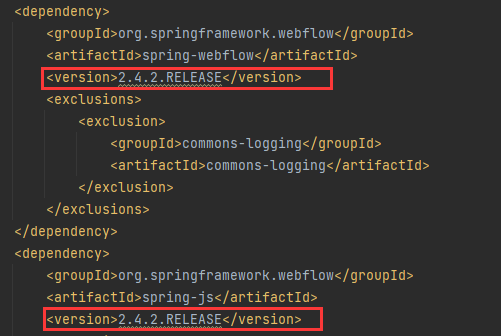 <dependency>
<groupId>org.springframework.webflow</groupId>
<artifactId>spring-webflow</artifactId>
<version>2.4.2.RELEASE</version>
<exclusions>
<exclusion>
<groupId>commons-logging</groupId>
<artifactId>commons-logging</artifactId>
</exclusion>
</exclusions>
</dependency>
<dependency>
<groupId>org.springframework.webflow</groupId>
<artifactId>spring-js</artifactId>
<version>2.4.2.RELEASE</version>